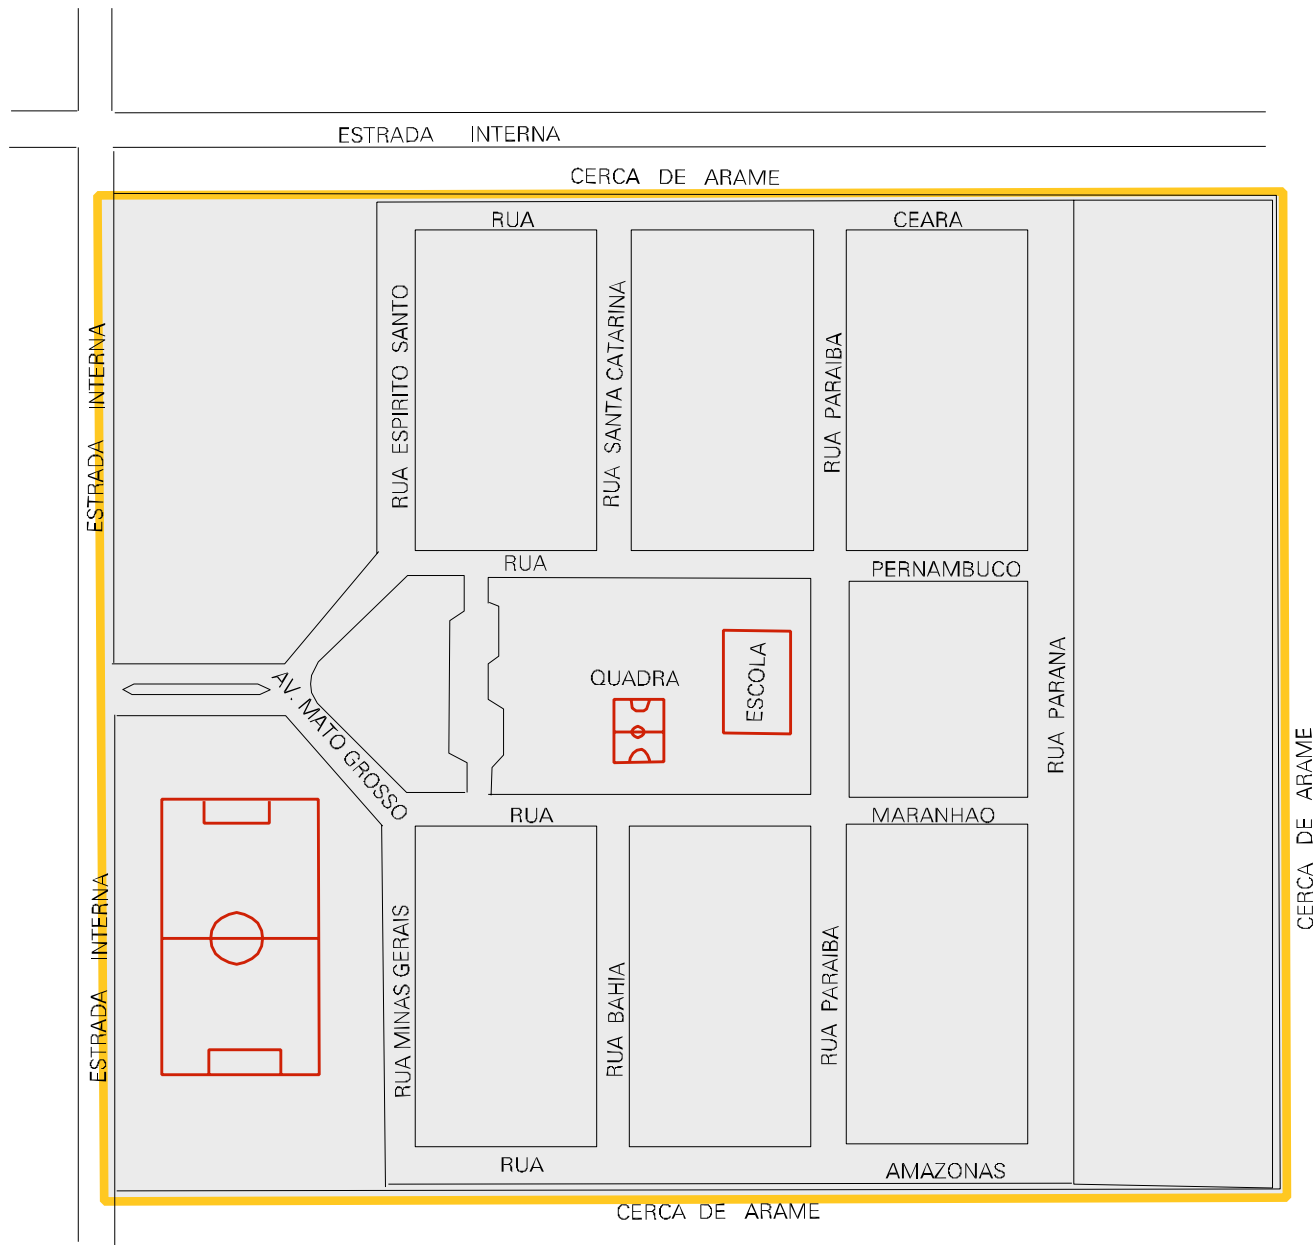 ESTRADA INTERNA
CERCA DE ARAME
RUA CEARA
ESTRADA INTERNA
RUA ESPIRITO SANTO
RUA SANTA CATARINA
RUA PARAIBA
RUA PERNAMBUCO
AV. MATO GROSSO
QUADRA
ESCOLA
RUA PARANA
RUA MARANHAO
CERCA DE ARAME
ESTRADA INTERNA
RUA MINAS GERAIS
RUA BAHIA
RUA PARAIBA
RUA AMAZONAS
CERCA DE ARAME